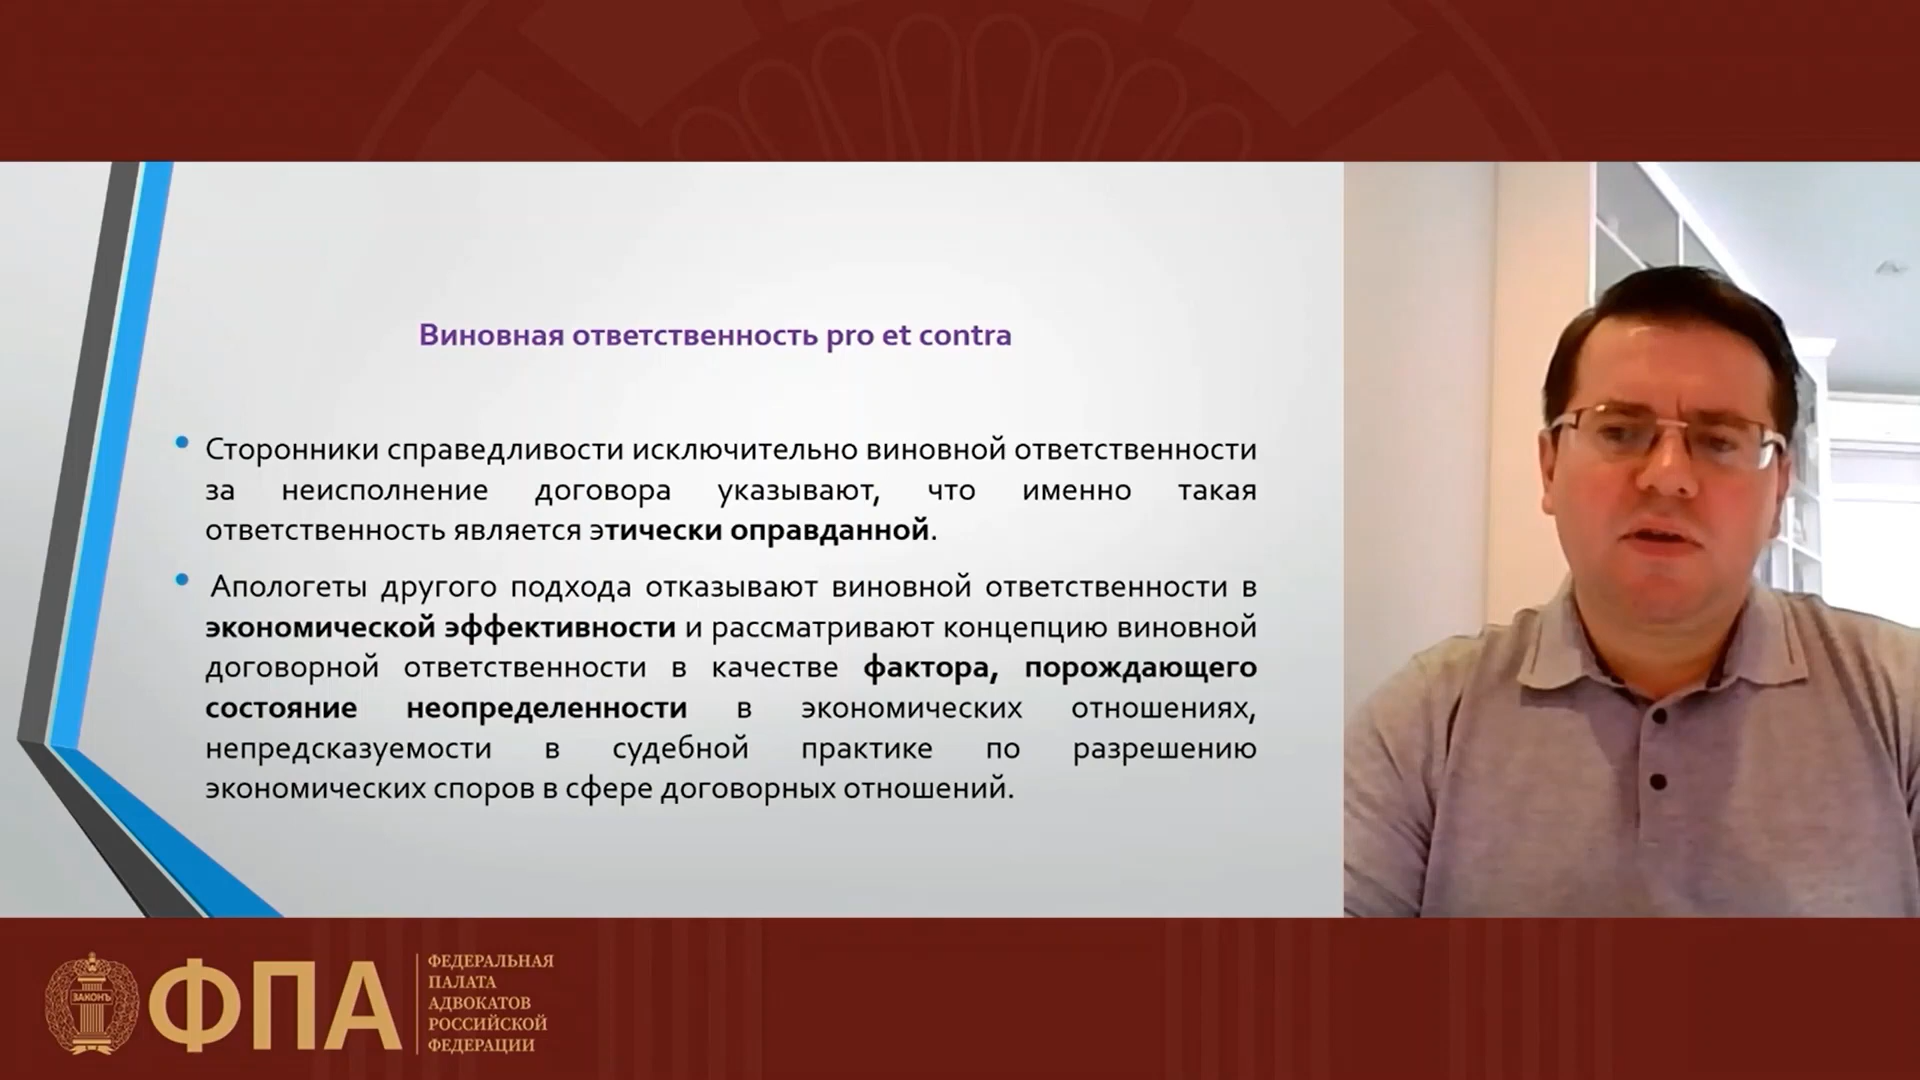 Виновная ответственность pro et contra
• Сторонники справедливости исключительно виновной ответственности
за неисполнение договора указывают, что именно такая
ответственность является этически оправданной.
• Апологеты другого подхода отказывают виновной ответственности в
экономической эффективности и рассматривают концепцию виновной
договорной ответственности в качестве фактора, порождающего
состояние неопределенности в экономических отношениях,
непредсказуемости в судебной практике по разрешению
экономических споров в сфере договорных отношений.
ЗАКОНЪ
ФПА
ФЕДЕРАЛЬНАЯ
ПАЛАТА
АДВОКАТОВ
РОССИЙСКОЙ
ФЕДЕРАЦИИ